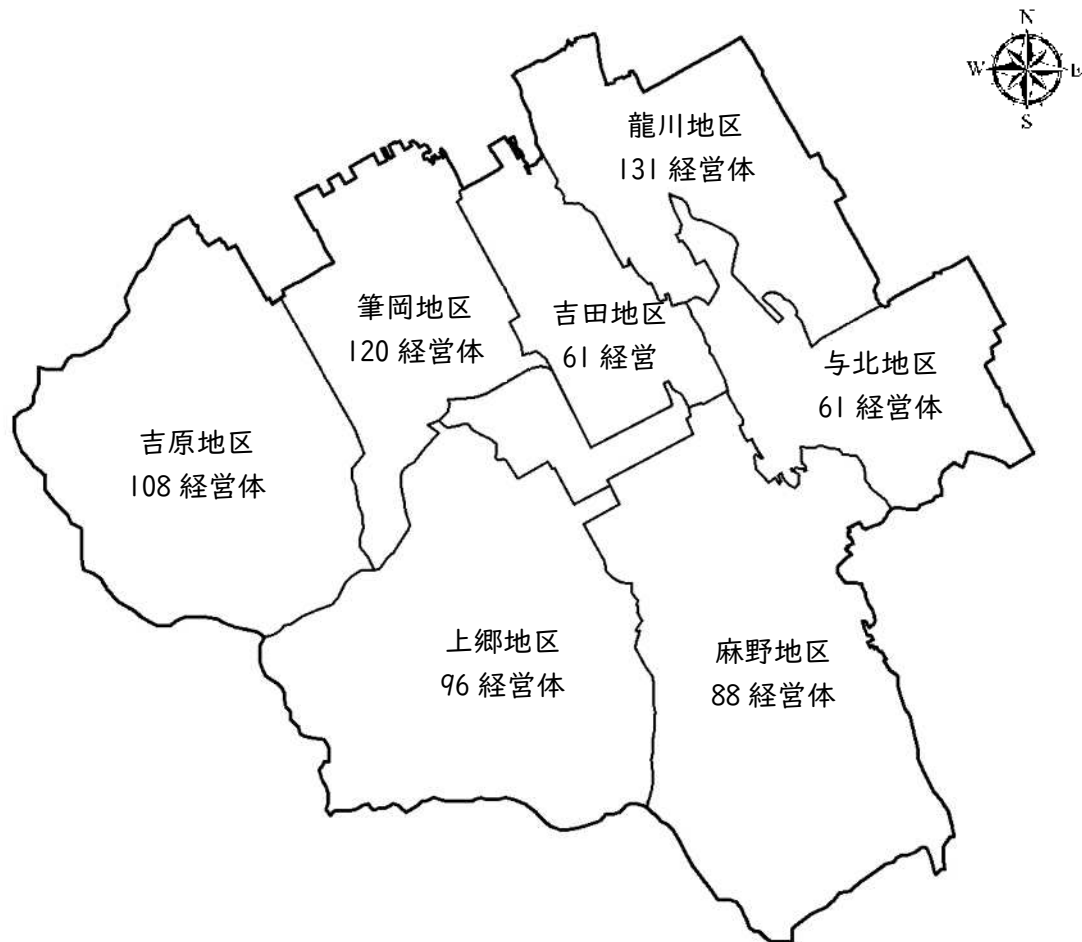 N
W
S
龍川地区
131 経営体
筆岡地区
120 経営体
吉田地区
61 経営
与北地区
61 経営体
吉原地区
108 経営体
上郷地区
96 経営体
麻野地区
88 経営体